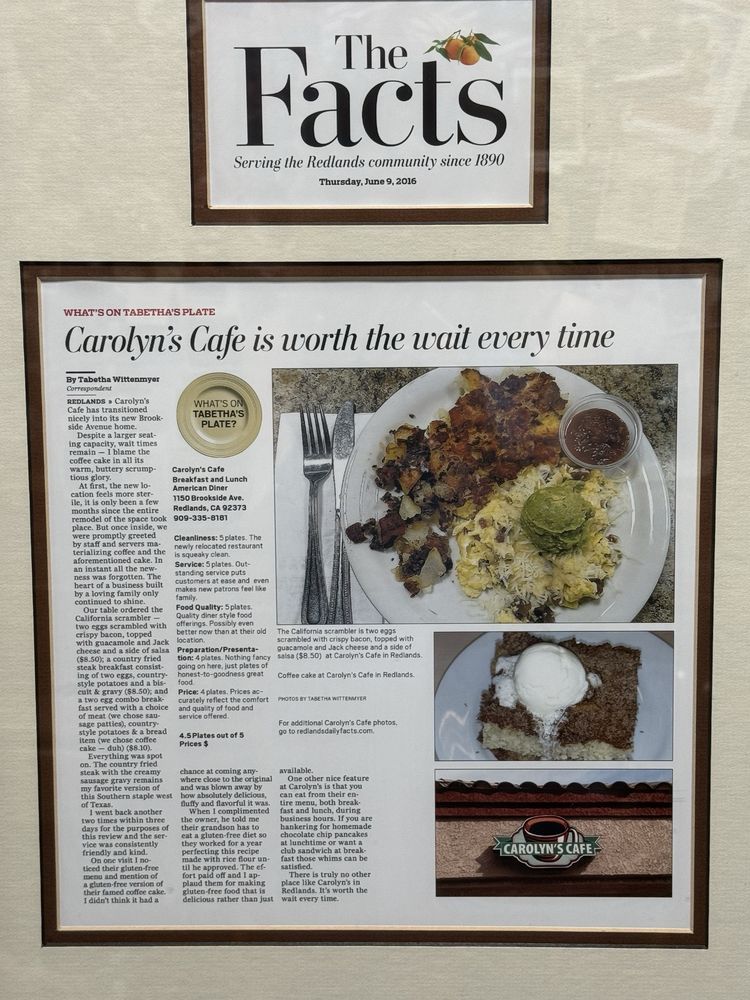 The
Facts
Serving the Redlands community since 1890
Thursday, June 9, 2016
WHAT'S ON TABETHA'S PLATE
Carolyn's Cafe is worth the wait every time
By Tabetha Wittenmyer
Correspondent
REDLANDS » Carolyn's
Cafe has transitioned
nicely into its new Brook-
side Avenue home.
Despite a larger seat-
ing capacity, wait times
remain — I blame the
coffee cake in all its
warm, buttery scrump-
tious glory.
At first, the new lo-
cation feels more ster-
ile, it is only been a few
months since the entire
remodel of the space took
place. But once inside, we
were promptly greeted
by staff and servers ma-
terializing coffee and the
aforementioned cake. In
an instant all the new-
ness was forgotten. The
heart of a business built
by a loving family only
continued to shine.
Our table ordered the
California scrambler —
two eggs scrambled with
crispy bacon, topped
with guacamole and Jack
cheese and a side of salsa
($8.50); a country fried
steak breakfast consist-
ing of two eggs, country-
style potatoes and a bis-
cuit & gravy ($8.50); and
a two egg combo break-
fast served with a choice
of meat (we chose sau-
sage patties), country-
style potatoes & a bread
item (we chose coffee
cake — duh) ($8.10).
Everything was spot
on. The country fried
steak with the creamy
sausage gravy remains
my favorite version of
this Southern staple west
of Texas.
I went back another
two times within three
days for the purposes of
this review and the ser-
vice was consistently
friendly and kind.
On one visit I no-
ticed their gluten-free
menu and mention of
a gluten-free version of
their famed coffee cake.
I didn't think it had a
WHAT'S ON
TABETHA'S
PLATE?
Carolyn's Cafe
Breakfast and Lunch
American Diner
1150 Brookside Ave.
Redlands, CA 92373
909-335-8181
Cleanliness: 5 plates. The
newly relocated restaurant
is squeaky clean.
Service: 5 plates. Out-
standing service puts
customers at ease and even
makes new patrons feel like
family.
Food Quality: 5 plates.
Quality diner style food
offerings. Possibly even
better now than at their old
location.
Preparation/Presenta-
tion: 4 plates. Nothing fancy
going on here, just plates of
honest-to-goodness great
food.
Price: 4 plates. Prices ac-
curately reflect the comfort
and quality of food and
service offered.
4.5 Plates out of 5
Prices $
chance at coming any-
where close to the original
and was blown away by
how absolutely delicious,
fluffy and flavorful it was.
When I complimented
the owner, he told me
their grandson has to
eat a gluten-free diet so
they worked for a year
perfecting this recipe
made with rice flour un-
til he approved. The ef-
fort paid off and I ap-
plaud them for making
gluten-free food that is
delicious rather than just
available.
One other nice feature
at Carolyn's is that you
can eat from their en-
tire menu, both break-
fast and lunch, during
business hours. If you are
hankering for homemade
chocolate chip pancakes
at lunchtime or want a
club sandwich at break-
fast those whims can be
satisfied.
There is truly no other
place like Carolyn's in
Redlands. It's worth the
wait every time.
The California scrambler is two eggs
scrambled with crispy bacon, topped with
guacamole and Jack cheese and a side of
salsa ($8.50) at Carolyn's Cafe in Redlands.
Coffee cake at Carolyn's Cafe in Redlands.
PHOTOS BY TABETHA WITTENMYER
For additional Carolyn's Cafe photos,
go to redlandsdailyfacts.com.
CAROLYN'S CAFE